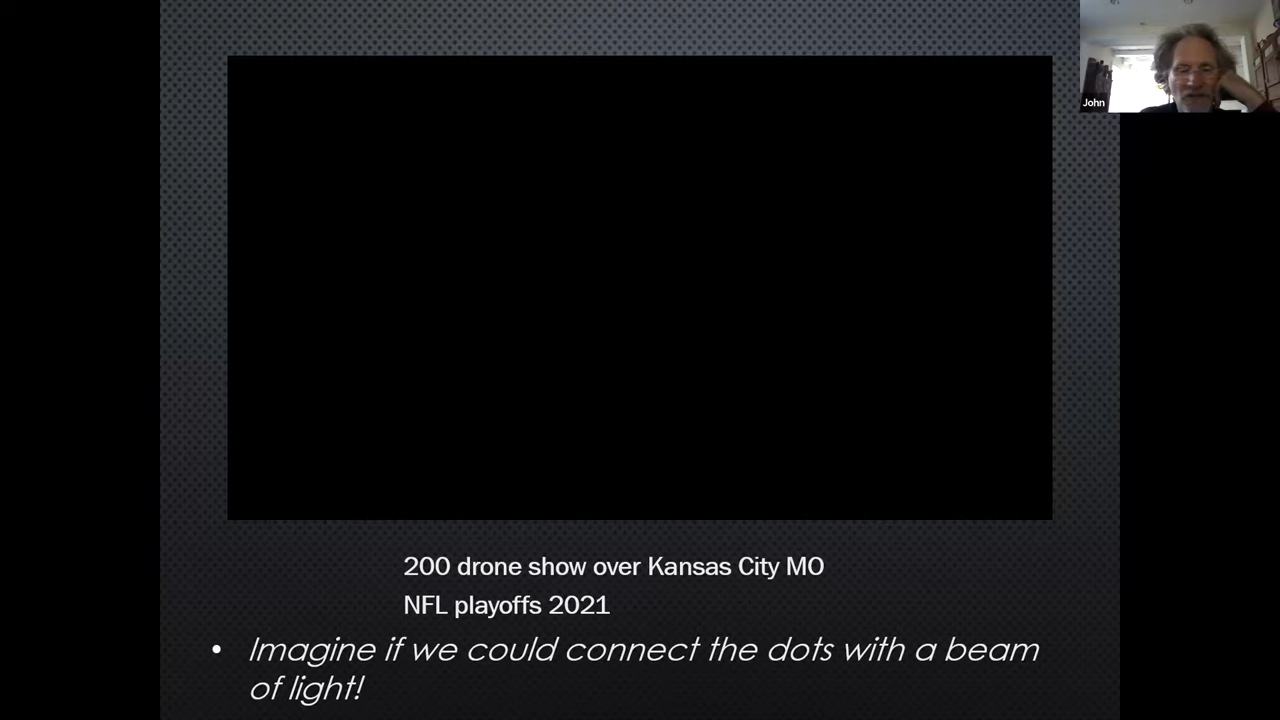 John
200 drone show over Kansas City MO
NFL playoffs 2021
• Imagine if we could connect the dots with a beam
of light!